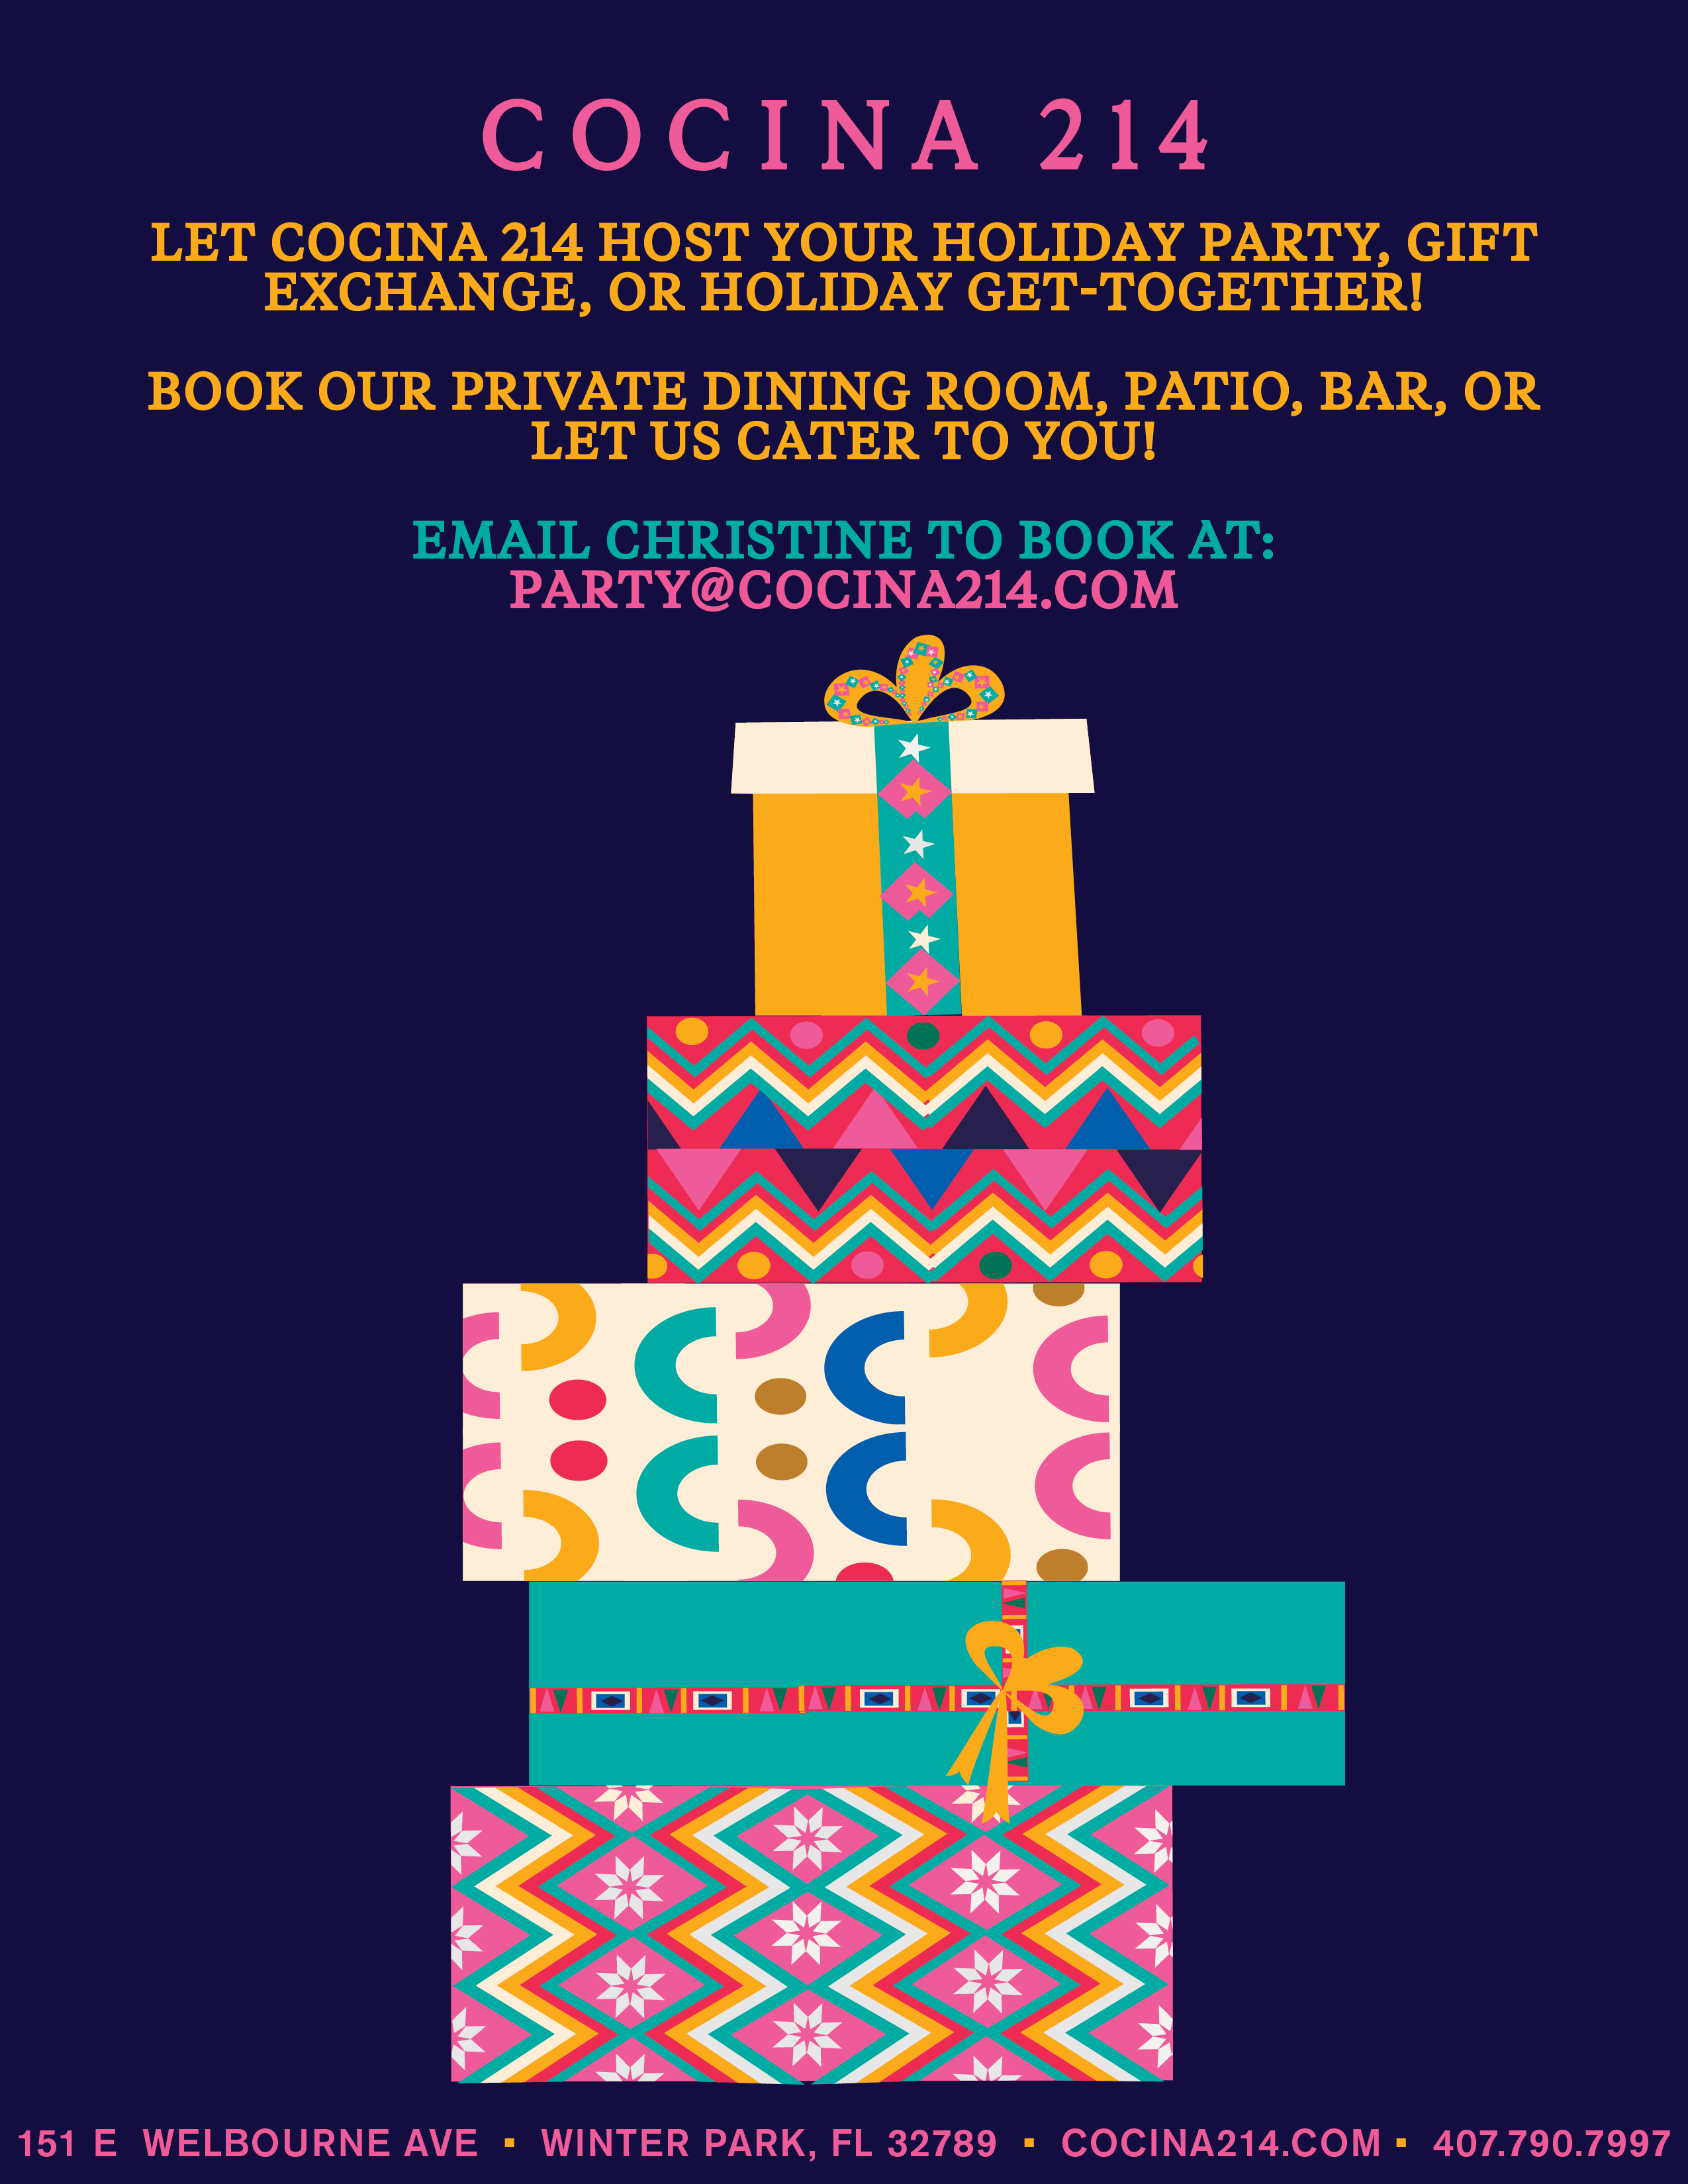 COCINA 214
LET COCINA 214 HOST YOUR HOLIDAY PARTY, GIFT
EXCHANGE, OR HOLIDAY GET-TOGETHER!
BOOK OUR PRIVATE DINING ROOM, PATIO, BAR, OR
LET US CATER TO YOU!
EMAIL CHRISTINE TO BOOK AT:
PARTY@COCINA214.COM
151 E WELBOURNE AVE ▪ WINTER PARK, FL 32789 ▪ COCINA214.COM ▪ 407.790.7997